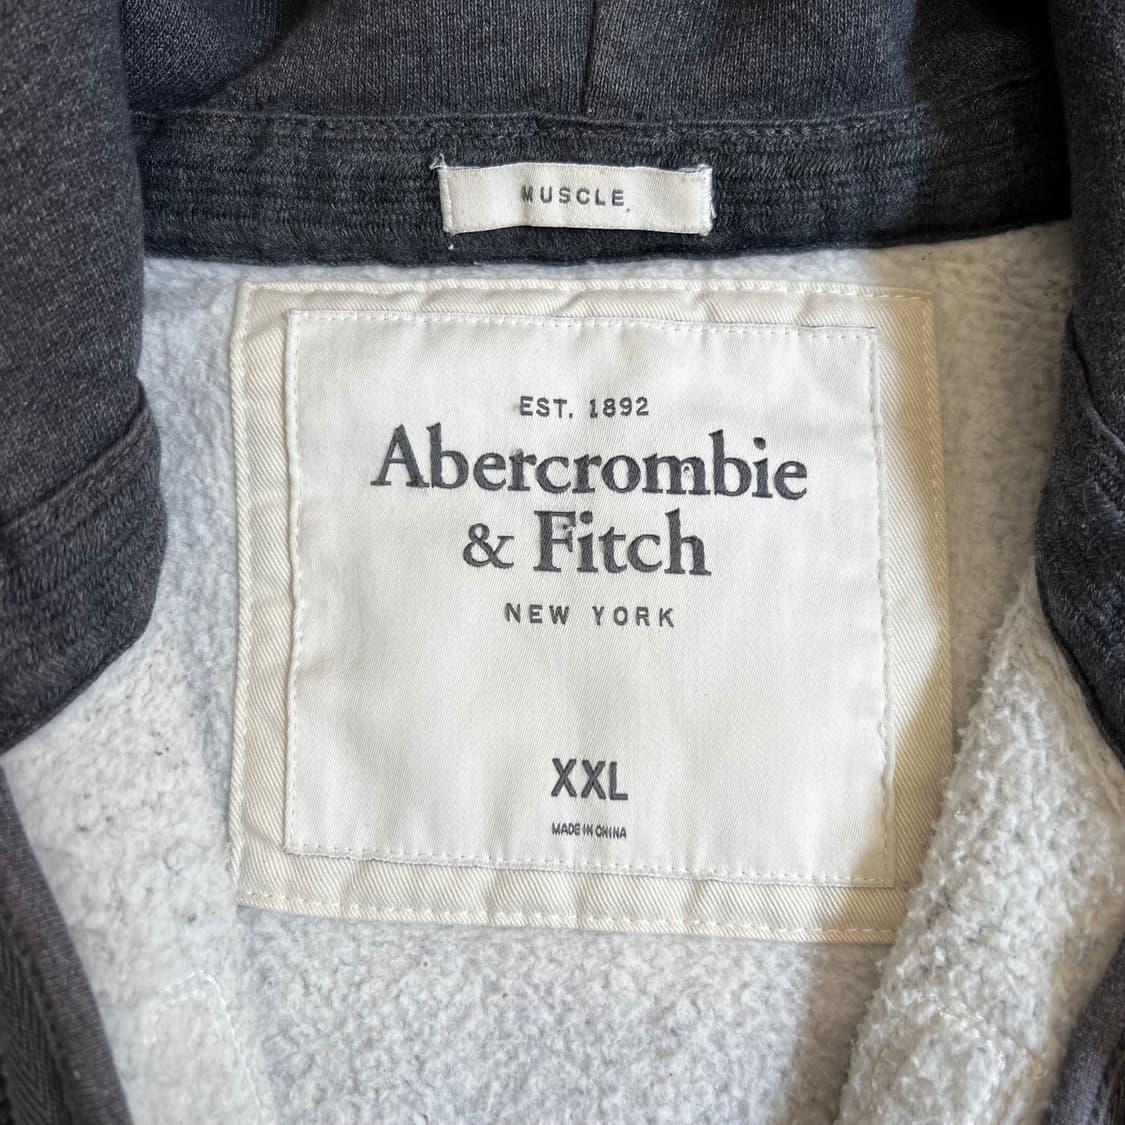 MUSCLE
EST. 1892
Abercrombie
& Fitch
NEW YORK
XXL
MADE IN CHINA